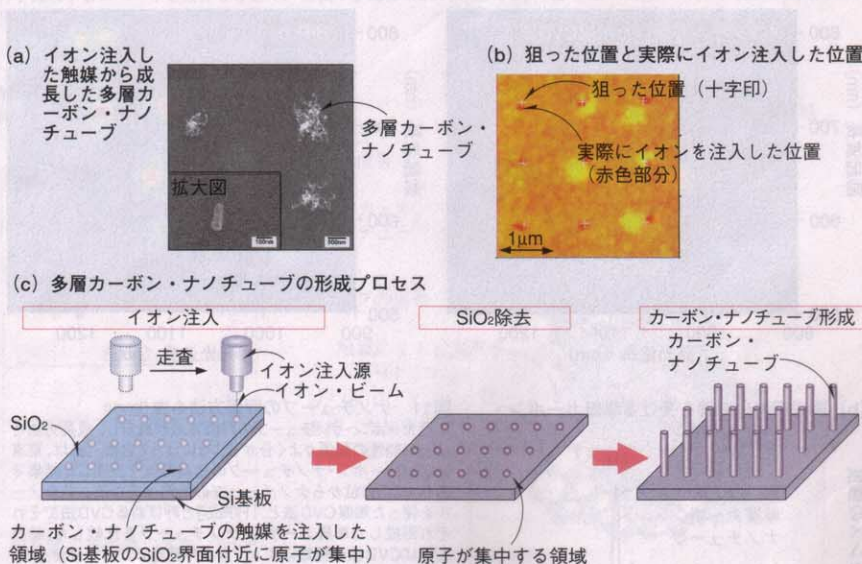 (a) イオン注入し
た触媒から成
長した多層カ
ーボン・ナノ
チューブ
多層カーボン・
ナノチューブ
拡大図
100nm
(b) 狙った位置と実際にイオン注入した位置
狙った位置(十字印)
実際にイオンを注入した位置
(赤色部分)
1μm
(c) 多層カーボン・ナノチューブの形成プロセス
イオン注入
走査
イオン注入源
イオン・ビーム
SiO₂
Si基板
カーボン・ナノチューブの触媒を注入した
領域(Si基板のSiO₂界面付近に原子が集中)
SiO₂除去
原子が集中する領域
カーボン・ナノチューブ形成
カーボン・
ナノチューブ